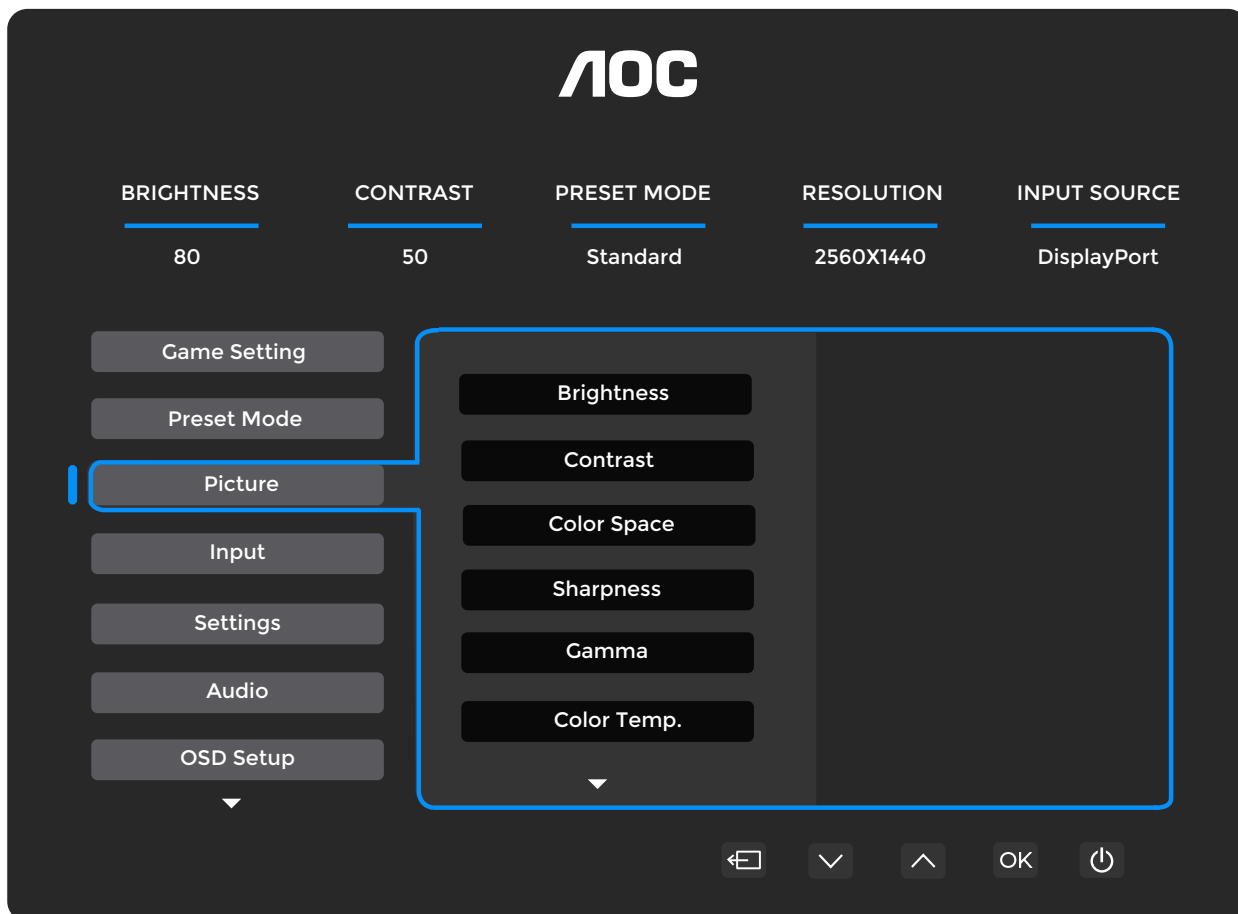 AOC
BRIGHTNESS CONTRAST PRESET MODE RESOLUTION INPUT SOURCE
80 50 Standard 2560X1440 DisplayPort
Game Setting
Preset Mode
Picture
Input
Settings
Audio
OSD Setup
Brightness
Contrast
Color Space
Sharpness
Gamma
Color Temp.
OK